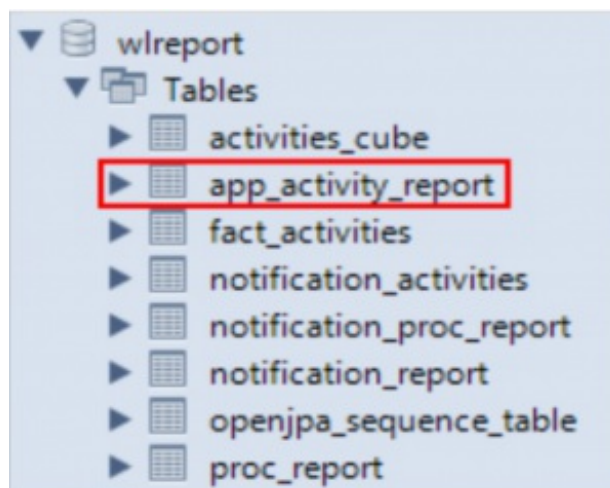 wlreport
Tables
activities_cube
app_activity_report
fact_activities
notification_activities
notification_proc_report
notification_report
openjpa_sequence_table
proc_report